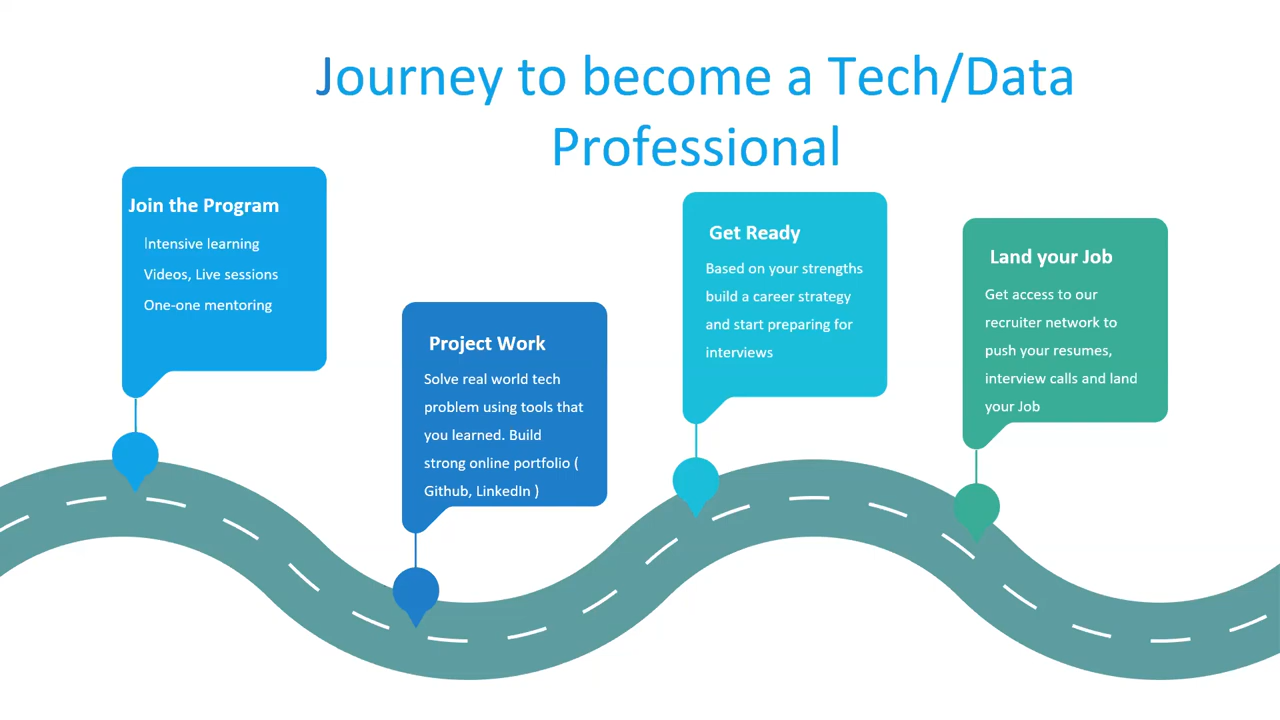 Journey to become a Tech/Data
Professional
Join the Program
Intensive learning
Videos, Live sessions
One-one mentoring
Project Work
Solve real world tech
problem using tools that
you learned. Build
strong online portfolio (
Github, LinkedIn )
Get Ready
Based on your strengths
build a career strategy
and start preparing for
interviews
Land your Job
Get access to our
recruiter network to
push your resumes,
interview calls and land
your Job